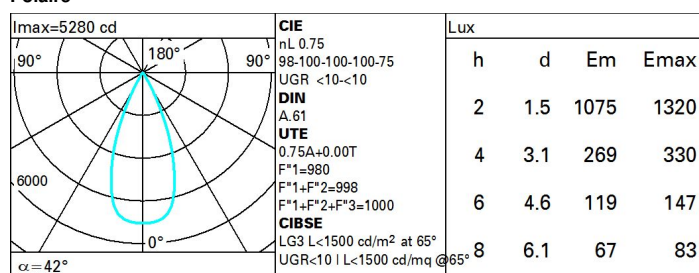 Polaire
Imax=5280 cd
90° 180° 90°
6000
0°
α=42°
CIE
nL 0.75
98-100-100-100-75
UGR <10-<10
DIN
A.61
UTE
0.75A+0.00T
F"1=980
F"1+F"2=998
F"1+F"2+F"3=1000
CIBSE
LG3 L<1500 cd/m² at 65°
UGR<10 | L<1500 cd/mq @65°
Lux
h d Em Emax
2 1.5 1075 1320
4 3.1 269 330
6 4.6 119 147
8 6.1 67 83